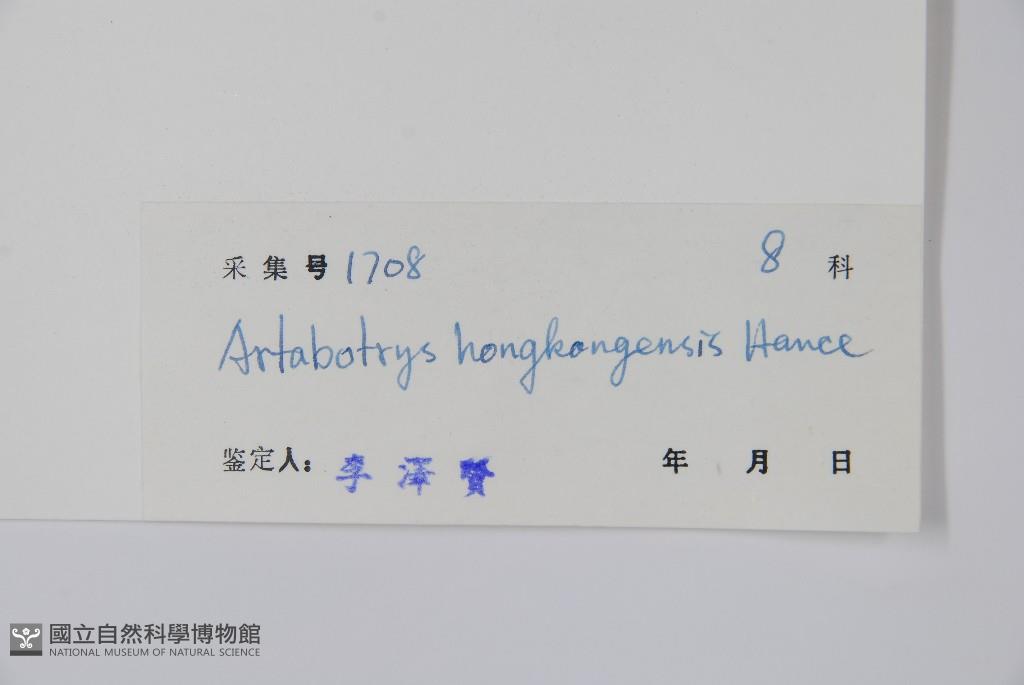 采集号 1708 8 科
Artabotrys hongkongensis Hance
鉴定人: 李泽賢 年 月 日
國立自然科學博物館
NATIONAL MUSEUM OF NATURAL SCIENCE